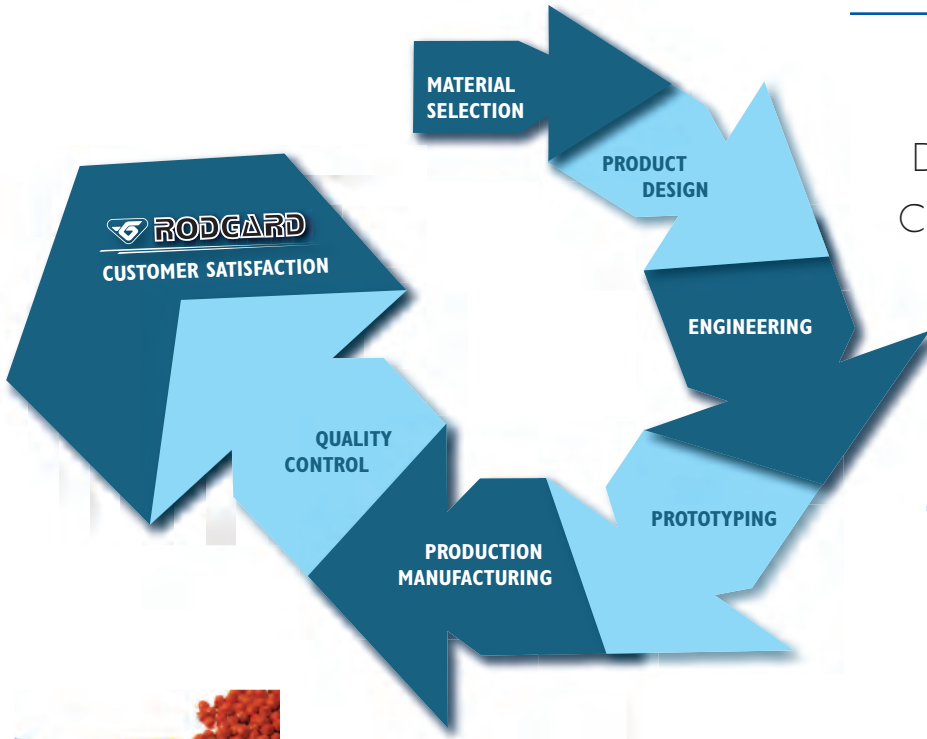 MATERIAL
SELECTION
PRODUCT
DESIGN
ENGINEERING
PROTOTYPING
PRODUCTION
MANUFACTURING
QUALITY
CONTROL
RODGARD
CUSTOMER SATISFACTION